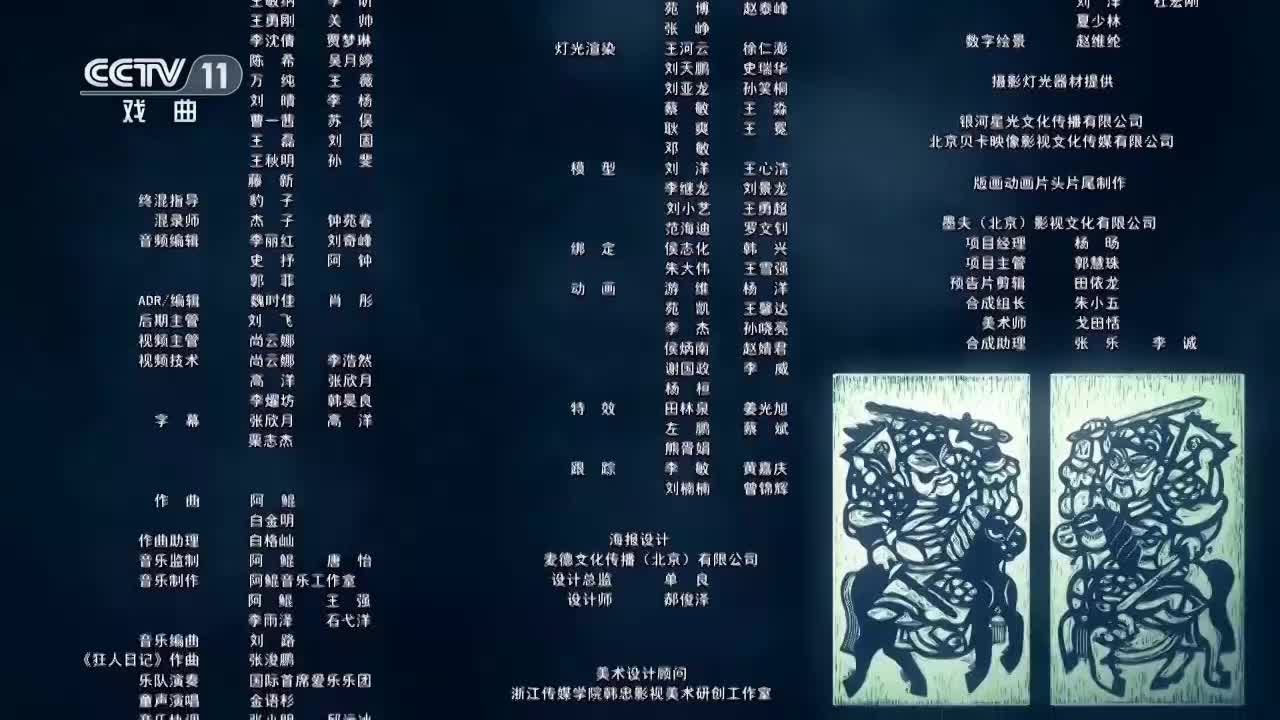 CCTV 11
戏 曲
王勇刚 美 帅
李沈倩 贾梦琳
陈 希 吴月婷
万 纯 王 薇
刘 晴 李 杨
曹一茜 苏 俣
王 磊 刘 固
王秋明 孙 斐
藤 新
终混指导 豹 子
混录师 杰 子 钟苑春
音频编辑 李丽红 刘奇峰
史 抒 阿 钟
郭 菲
ADR/编辑 魏时佳 肖 彤
后期主管 刘 飞
视频主管 尚云娜
视频技术 尚云娜 李浩然
高 洋 张欣月
李燿坊 韩昊良
字 幕 张欣月 高 洋
栗志杰
作 曲 阿 鲲
白金明
作曲助理 白格屾
音乐监制 阿 鲲 唐 怡
音乐制作 阿鲲音乐工作室
阿 鲲 王 强
李雨泽 石弋洋
音乐编曲 刘 路
《狂人日记》作曲 张浚鹏
乐队演奏 国际首席爱乐乐团
童声演唱 金语杉
苑 博 赵泰峰
张 峥
灯光渲染 王河云 徐仁澎
刘天鹏 史瑞华
刘亚龙 孙笑桐
蔡 敏 王 淼
耿 爽 王 冕
邓 敏
模 型 刘 洋 王心清
李继龙 刘景龙
刘小艺 王勇超
范海迪 罗文钊
绑 定 侯志化 韩 兴
朱大伟 王雪强
动 画 游 维 杨 洋
苑 凯 王馨达
李 杰 孙晓亮
侯炳南 赵婧君
谢国政 李 威
杨 桓
特 效 田林泉 姜光旭
左 鹏 蔡 斌
熊胥娟
跟 踪 李 敏 黄嘉庆
刘楠楠 曾锦辉
海报设计
麦德文化传播（北京）有限公司
设计总监 单 良
设计师 郝俊泽
美术设计顾问
浙江传媒学院韩忠影视美术研创工作室
刘 洋 杜宏刚
夏少林
数字绘景 赵维纶
摄影灯光器材提供
银河星光文化传播有限公司
北京贝卡映像影视文化传媒有限公司
版画动画片头片尾制作
墨夫（北京）影视文化有限公司
项目经理 杨 旸
项目主管 郭慧珠
预告片剪辑 田依龙
合成组长 朱小五
美术师 戈田恬
合成助理 张 乐 李 诚